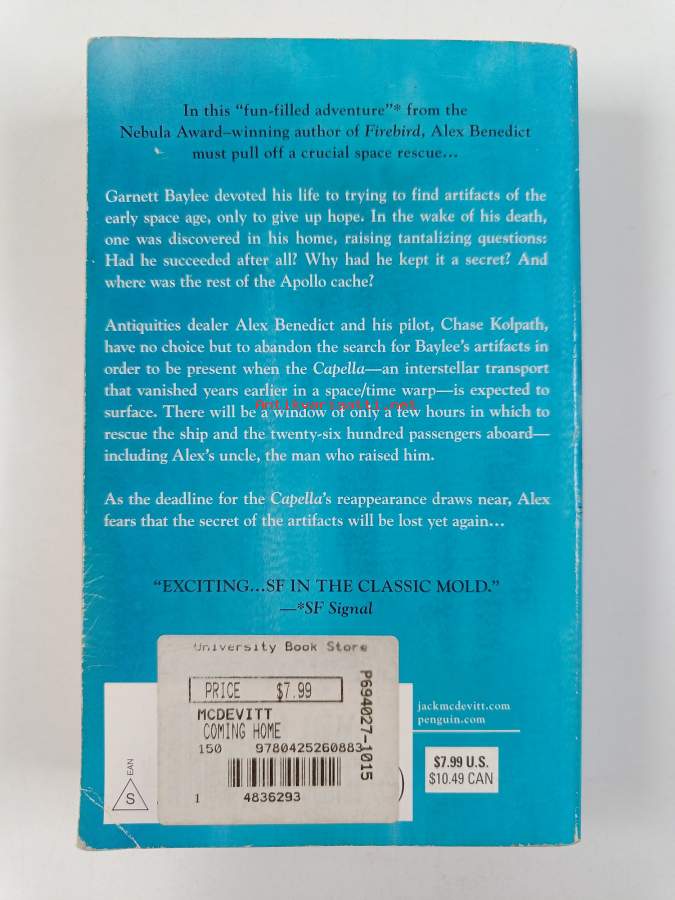 In this "fun-filled adventure"* from the
Nebula Award–winning author of Firebird, Alex Benedict
must pull off a crucial space rescue…
Garnett Baylee devoted his life to trying to find artifacts of the
early space age, only to give up hope. In the wake of his death,
one was discovered in his home, raising tantalizing questions:
Had he succeeded after all? Why had he kept it a secret? And
where was the rest of the Apollo cache?
Antiquities dealer Alex Benedict and his pilot, Chase Kolpath,
have no choice but to abandon the search for Baylee's artifacts in
order to be present when the Capella—an interstellar transport
that vanished years earlier in a space/time warp—is expected to
surface. There will be a window of only a few hours in which to
Antikvariaatti.net
rescue the ship and the twenty-six hundred passengers aboard—
including Alex's uncle, the man who raised him.
As the deadline for the Capella's reappearance draws near, Alex
fears that the secret of the artifacts will be lost yet again…
"EXCITING…SF IN THE CLASSIC MOLD."
—*SF Signal
University Book Store
PRICE $7.99
MCDEVITT
COMING HOME
150 9780425260883
1 4836293
P694027-1015
jackmcdevitt.com
penguin.com
$7.99 U.S.
$10.49 CAN
EAN
S